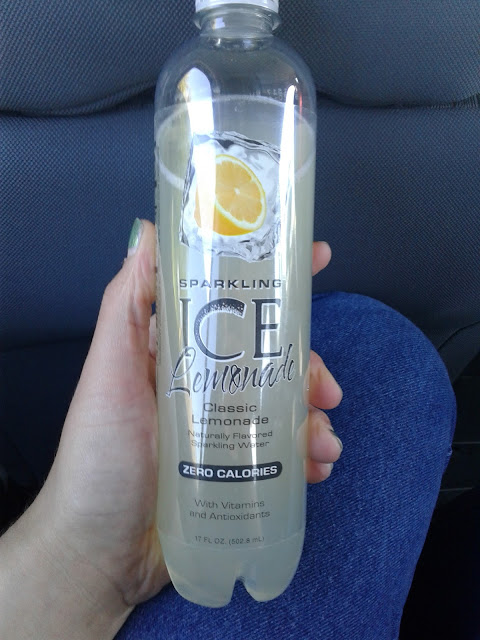 SPARKLING
ICE
Lemonade
Classic
Lemonade
Naturally Flavored
Sparkling Water
ZERO CALORIES
With Vitamins
and Antioxidants
17 FL OZ. (502.8 mL)